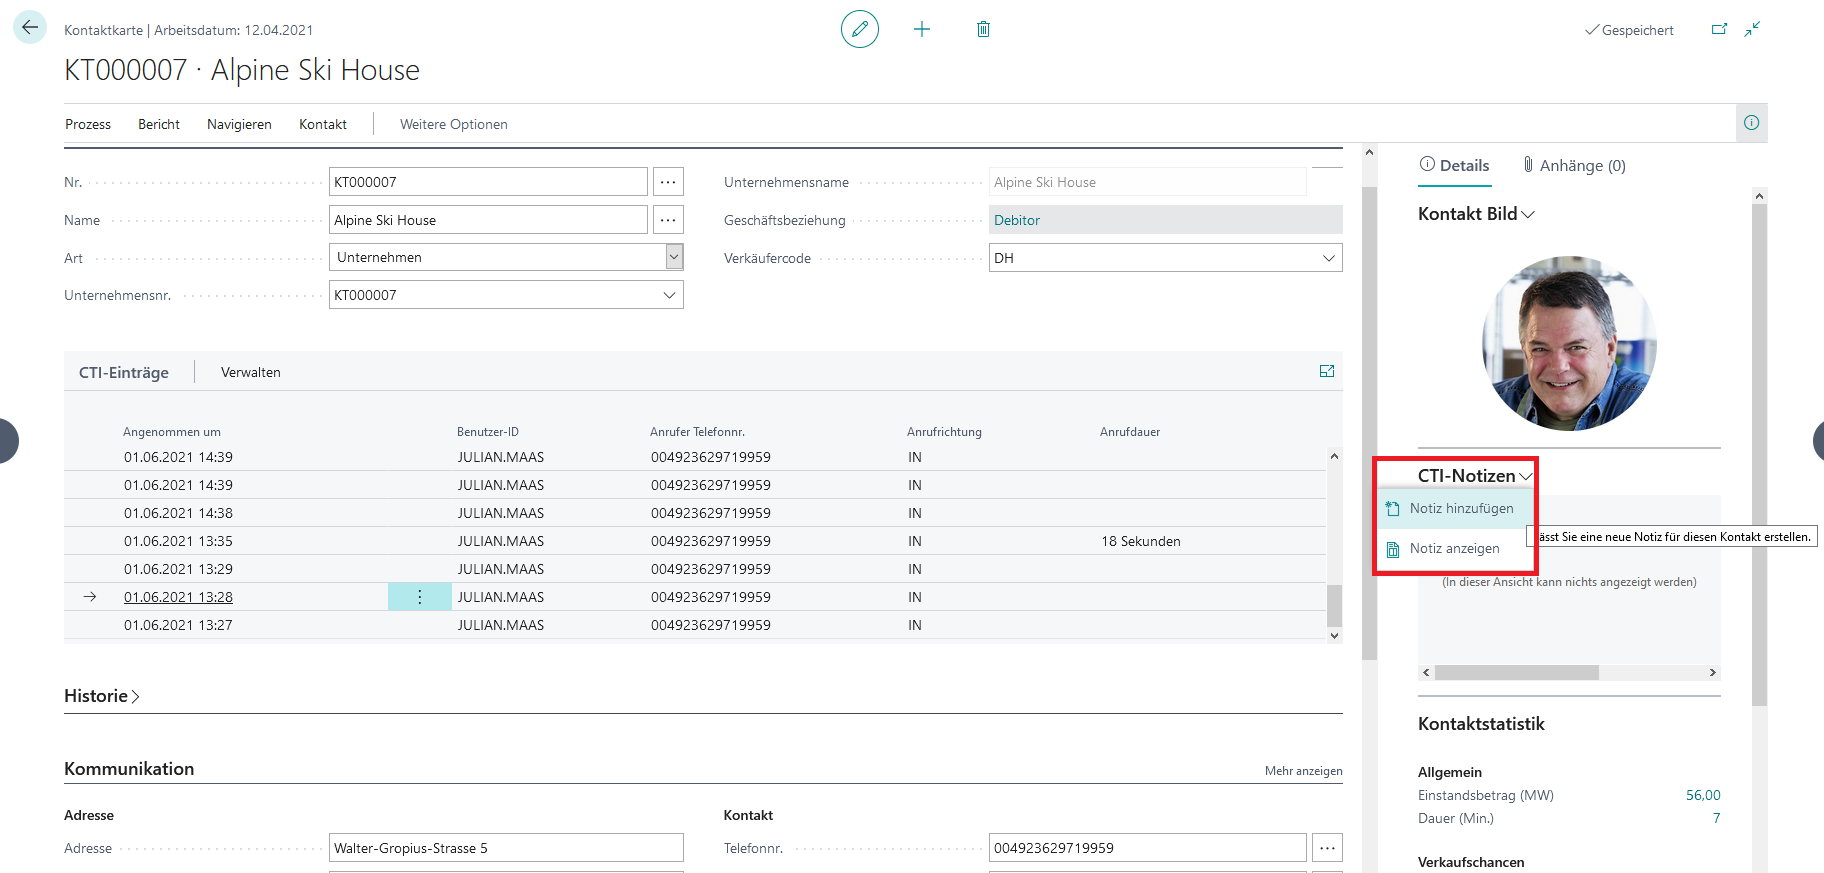 Kontaktkarte | Arbeitsdatum: 12.04.2021
Gespeichert
KT000007 · Alpine Ski House
Prozess Bericht Navigieren Kontakt Weitere Optionen
Nr. KT000007
Name Alpine Ski House
Art Unternehmen
Unternehmensnr. KT000007
Unternehmensname Alpine Ski House
Geschäftsbeziehung Debitor
Verkäufercode DH
CTI-Einträge Verwalten
Angenommen um Benutzer-ID Anrufer Telefonnr. Anrufrichtung Anrufdauer
01.06.2021 14:39 JULIAN.MAAS 004923629719959 IN
01.06.2021 14:39 JULIAN.MAAS 004923629719959 IN
01.06.2021 14:38 JULIAN.MAAS 004923629719959 IN
01.06.2021 13:35 JULIAN.MAAS 004923629719959 IN 18 Sekunden
01.06.2021 13:29 JULIAN.MAAS 004923629719959 IN
01.06.2021 13:28 JULIAN.MAAS 004923629719959 IN
01.06.2021 13:27 JULIAN.MAAS 004923629719959 IN
Historie
Kommunikation Mehr anzeigen
Adresse
Adresse Walter-Gropius-Strasse 5
Kontakt
Telefonnr. 004923629719959
Details Anhänge (0)
Kontakt Bild
CTI-Notizen
Notiz hinzufügen
Notiz anzeigen
ässt Sie eine neue Notiz für diesen Kontakt erstellen.
(In dieser Ansicht kann nichts angezeigt werden)
Kontaktstatistik
Allgemein
Einstandsbetrag (MW) 56,00
Dauer (Min.) 7
Verkaufschancen